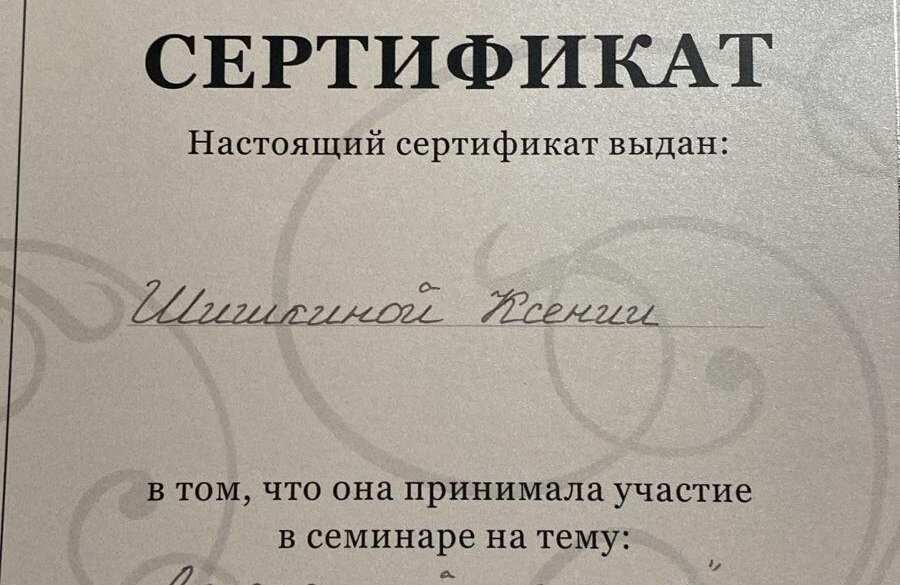 СЕРТИФИКАТ
Настоящий сертификат выдан:
Шишкиной Ксении
в том, что она принимала участие
в семинаре на тему: